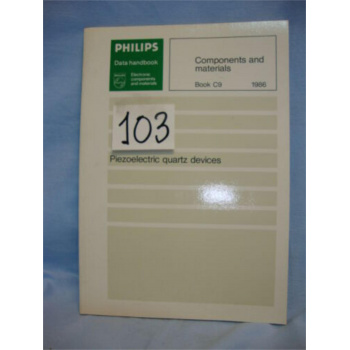 PHILIPS
Data handbook
Electronic
components
and materials
Components and
materials
Book C9 1986
103
Piezoelectric quartz devices